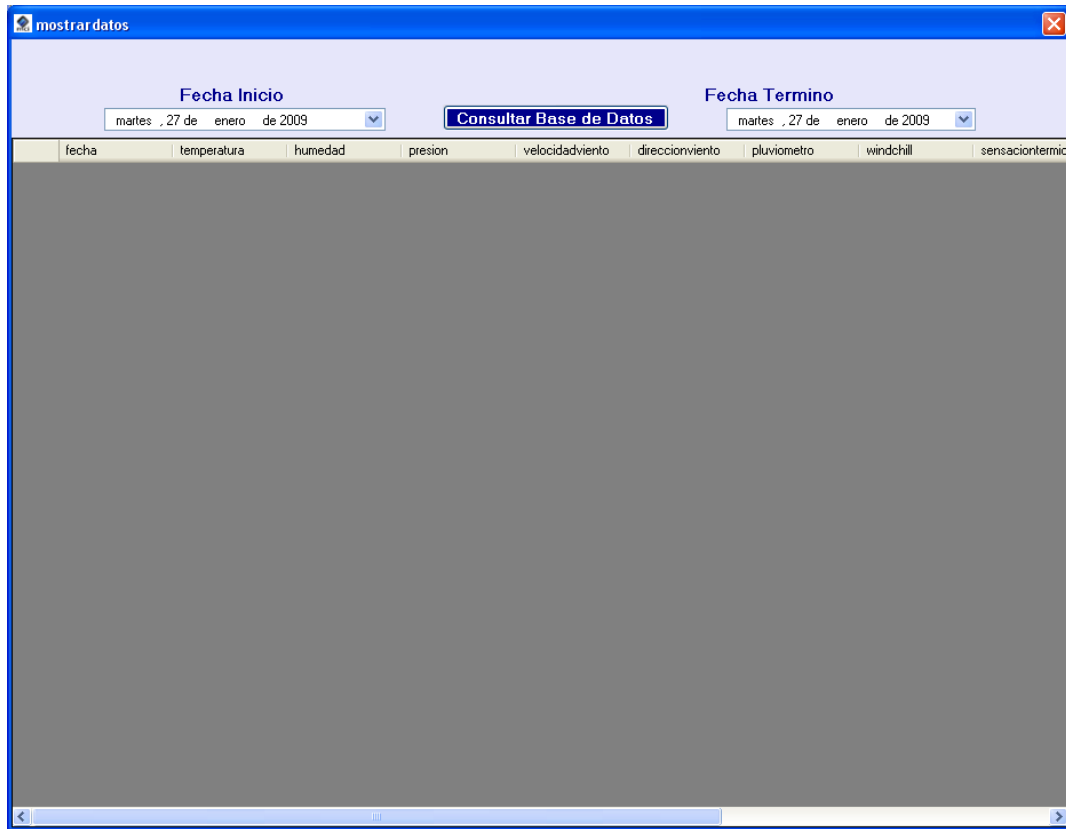 mostrardatos
Fecha Inicio Fecha Termino
martes , 27 de enero de 2009 Consultar Base de Datos martes , 27 de enero de 2009
fecha temperatura humedad presion velocidadviento direccionviento pluviometro windchill sensaciontermic